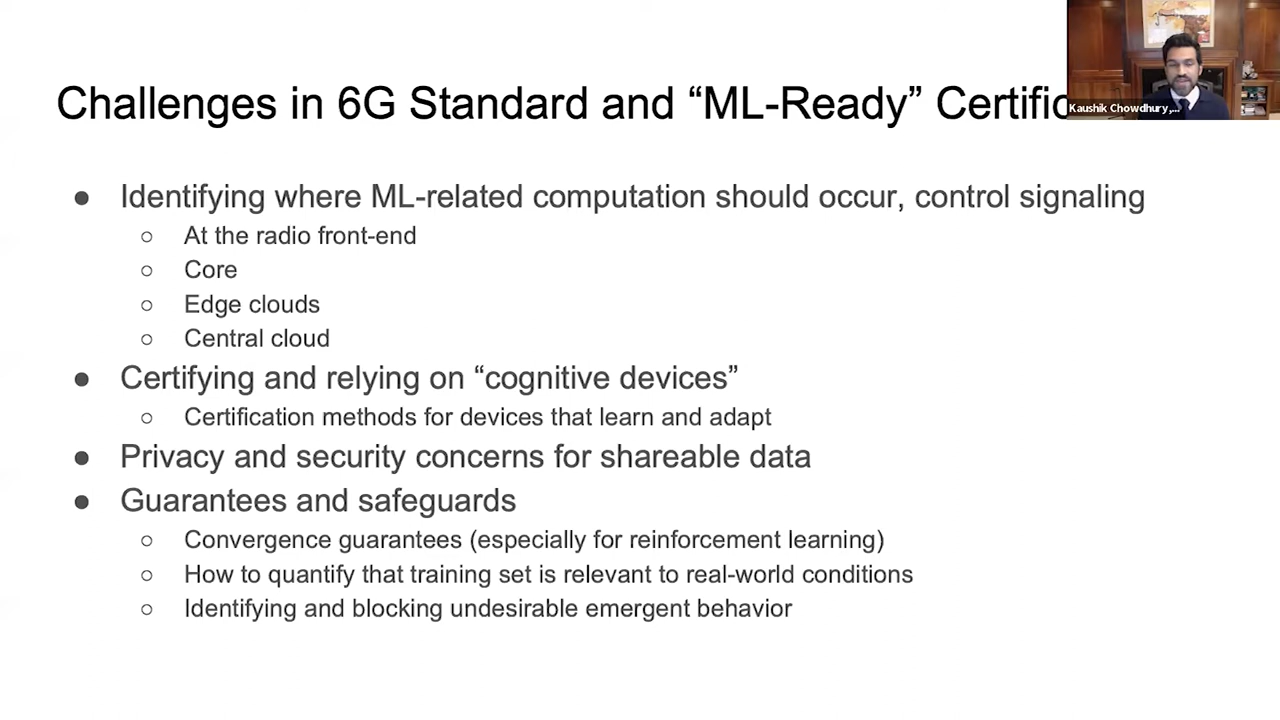 Challenges in 6G Standard and “ML-Ready” Certific
Kaushik Chowdhury,...
● Identifying where ML-related computation should occur, control signaling
○ At the radio front-end
○ Core
○ Edge clouds
○ Central cloud
● Certifying and relying on “cognitive devices”
○ Certification methods for devices that learn and adapt
● Privacy and security concerns for shareable data
● Guarantees and safeguards
○ Convergence guarantees (especially for reinforcement learning)
○ How to quantify that training set is relevant to real-world conditions
○ Identifying and blocking undesirable emergent behavior